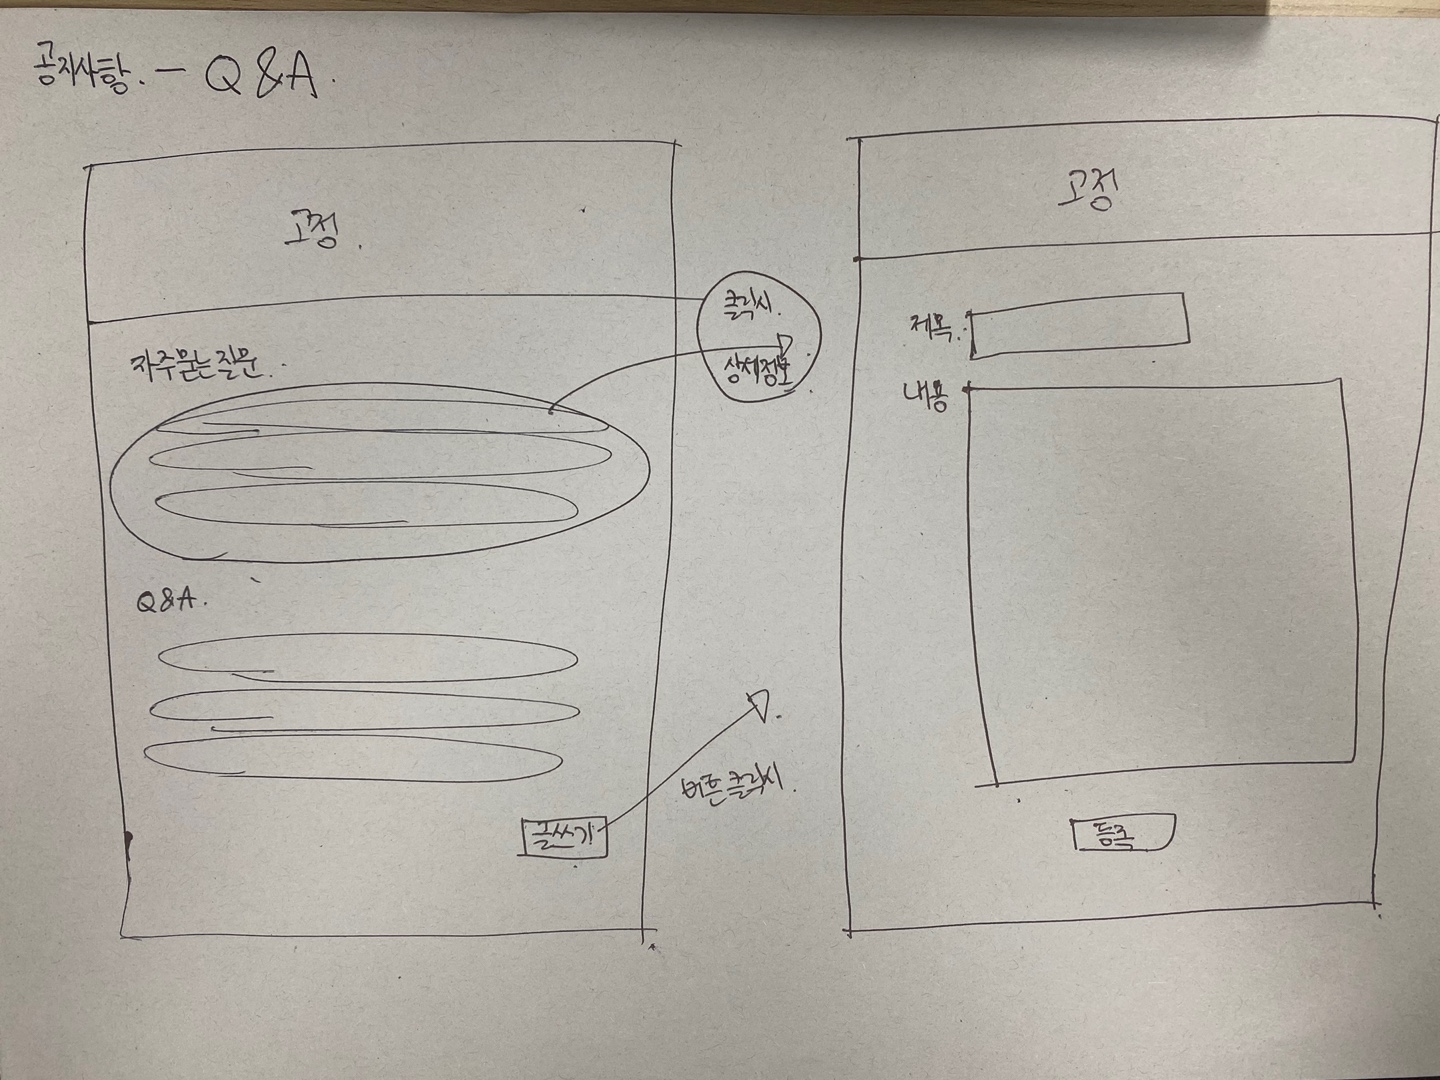 공지사항. - Q&A.
고정.
자주묻는질문..
클릭시.
상세정보.
Q&A.
글쓰기
버튼클릭시.
고정
제목:
내용
등록